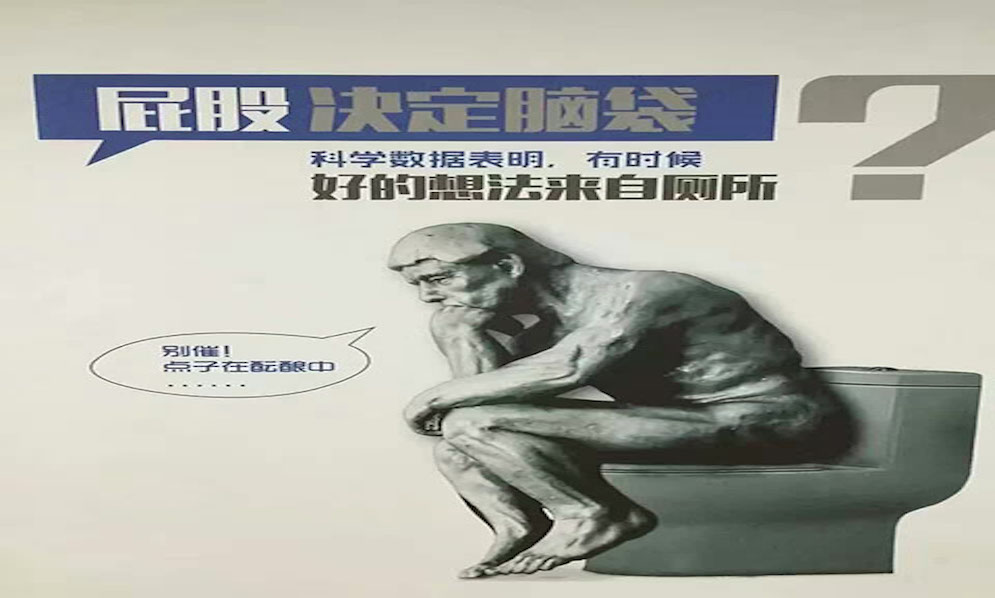 屁股决定脑袋?
科学数据表明,有时候
好的想法来自厕所
别催!
点子在酝酿中
......